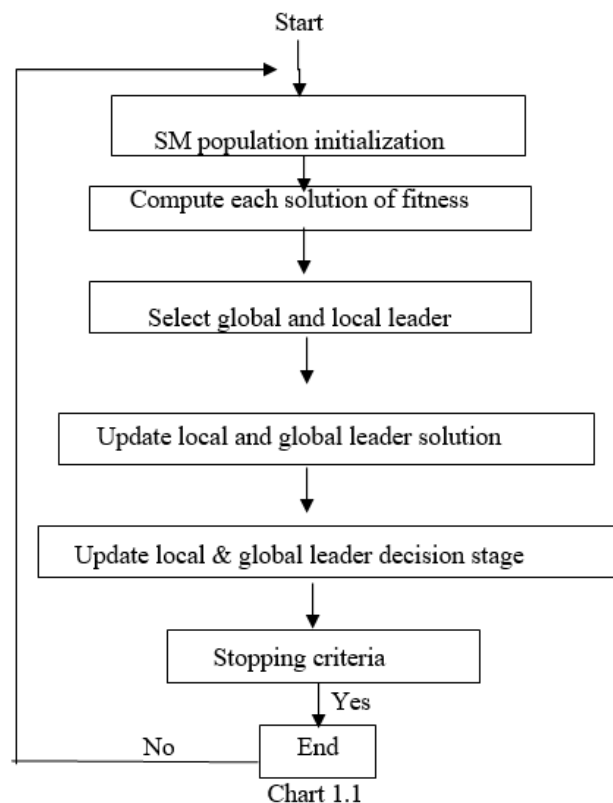 Start
SM population initialization
Compute each solution of fitness
Select global and local leader
Update local and global leader solution
Update local & global leader decision stage
Stopping criteria
Yes
No
End
Chart 1.1